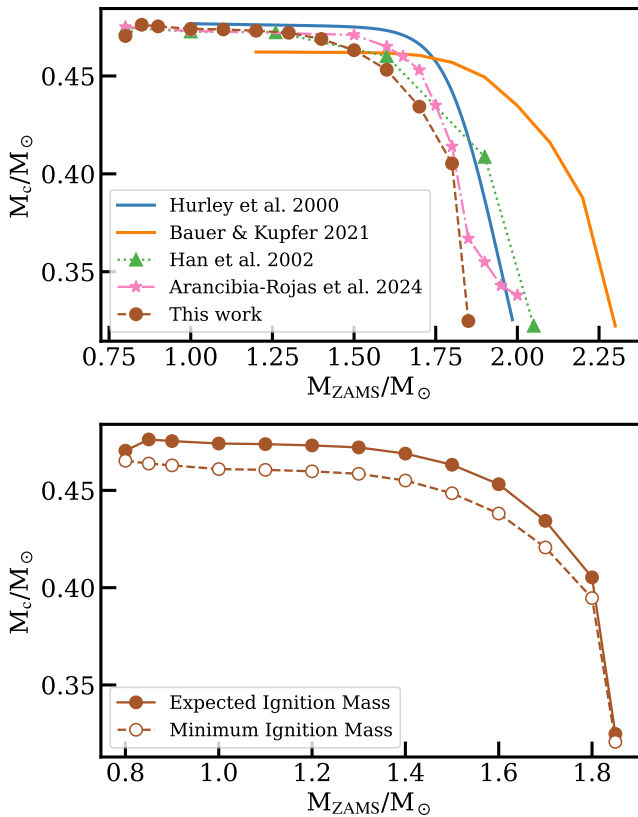 0.45
0.40
0.35
M_c/M_⊙
Hurley et al. 2000
Bauer & Kupfer 2021
Han et al. 2002
Arancibia-Rojas et al. 2024
This work
0.75 1.00 1.25 1.50 1.75 2.00 2.25
M_ZAMS/M_⊙
0.45
0.40
0.35
M_c/M_⊙
Expected Ignition Mass
Minimum Ignition Mass
0.8 1.0 1.2 1.4 1.6 1.8
M_ZAMS/M_⊙